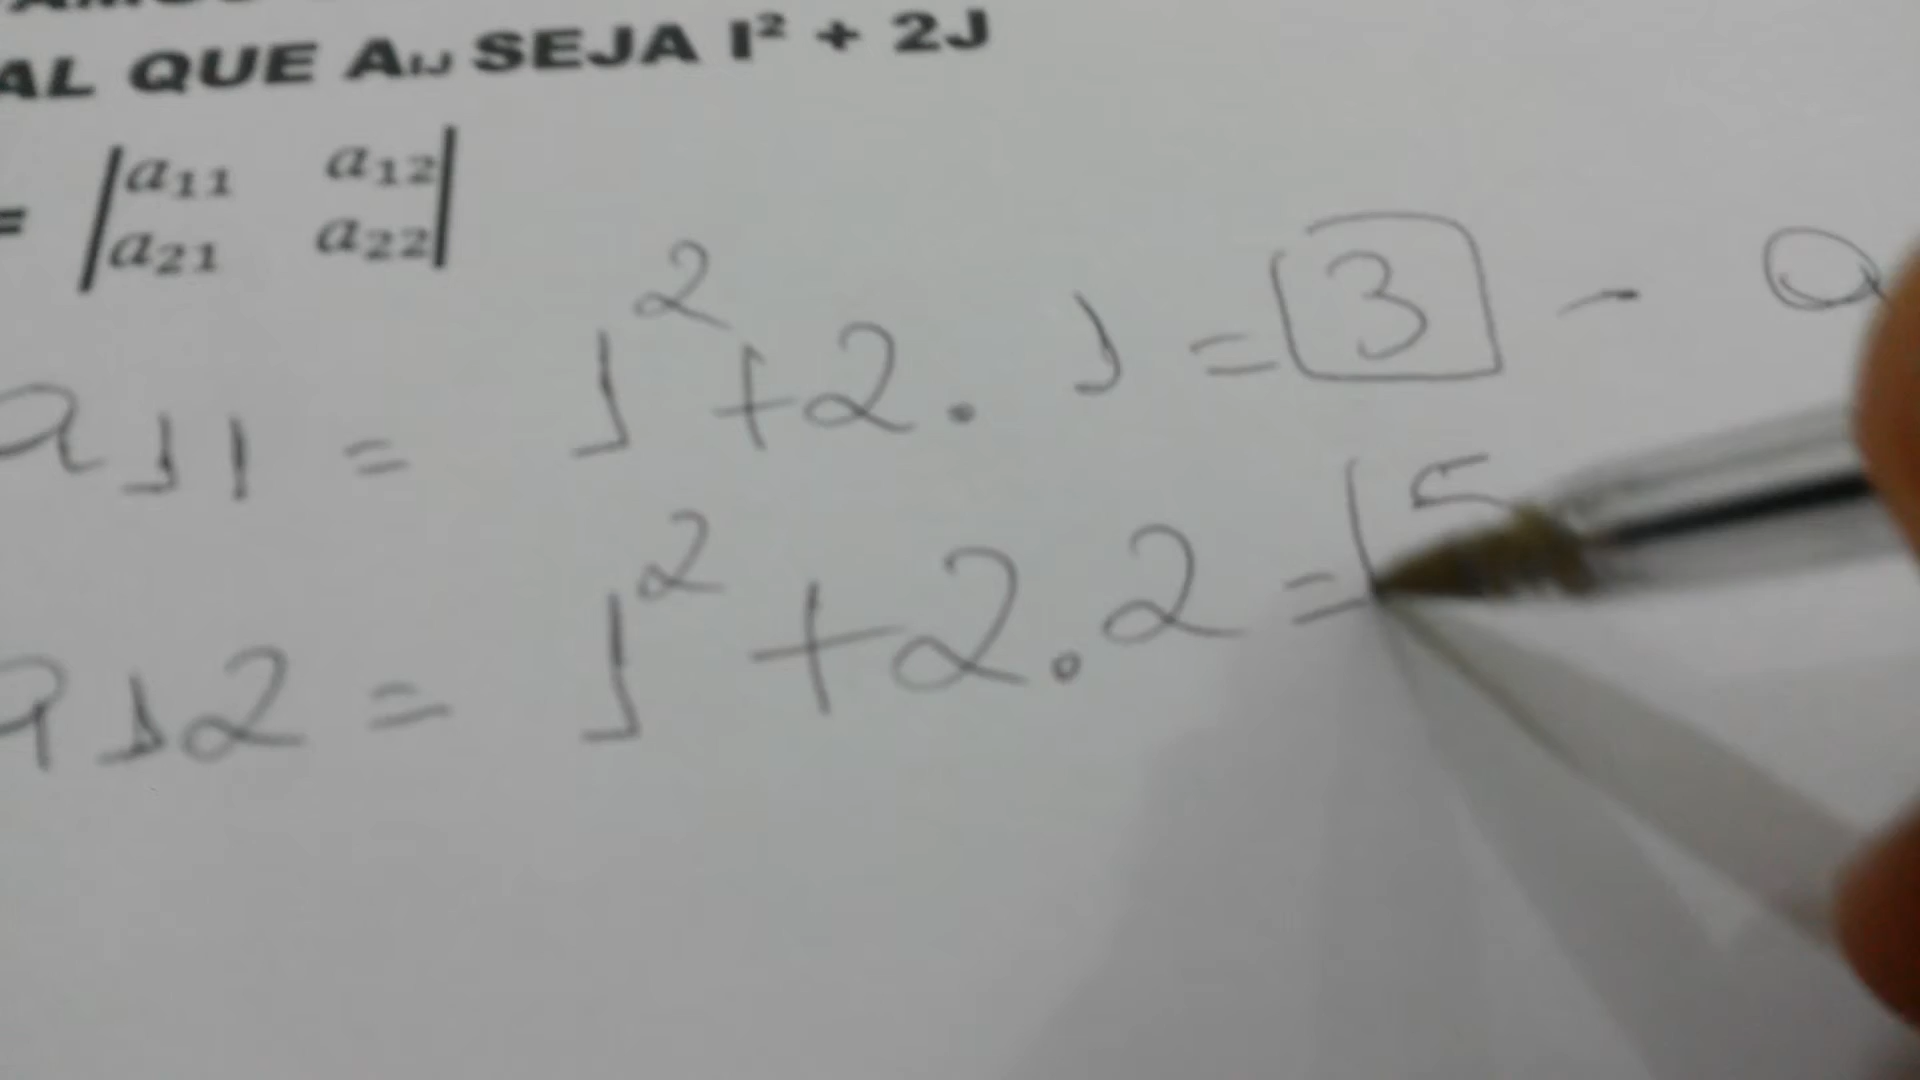 AL QUE AIJ SEJA I² + 2J
= |a11 a12|
|a21 a22|
a11 = 1² + 2 . 1 = 3 - a
a12 = 1² + 2 . 2 = 5